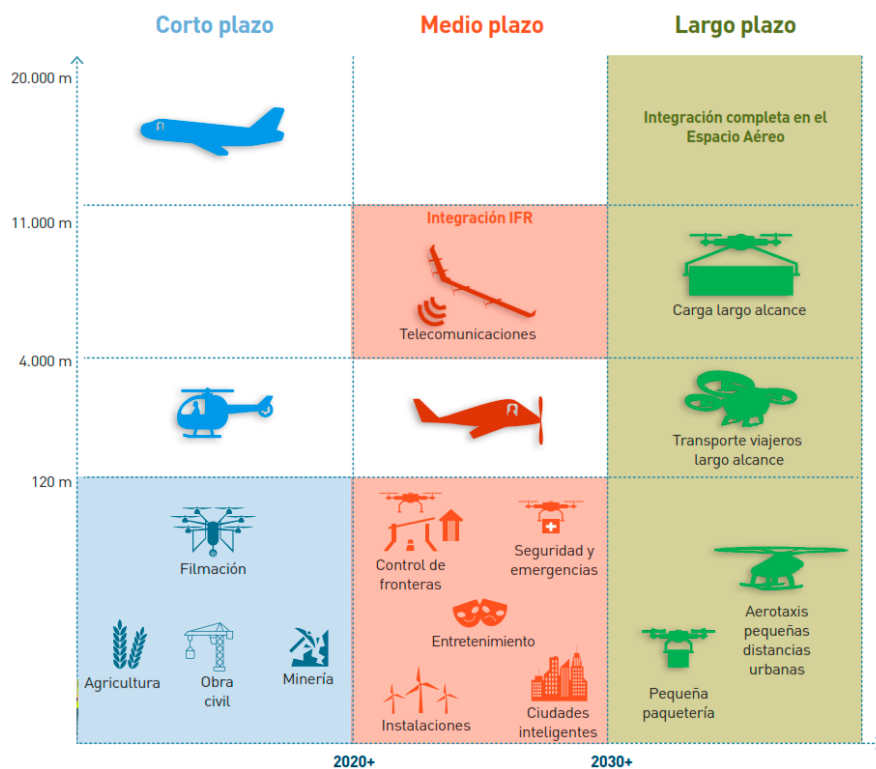 Corto plazo
Medio plazo
Largo plazo
20.000 m
Integración completa en el
Espacio Aéreo
11.000 m
Integración IFR
Telecomunicaciones
Carga largo alcance
4.000 m
Transporte viajeros
largo alcance
120 m
Filmación
Control de
fronteras
Seguridad y
emergencias
Entretenimiento
Aerotaxis
pequeñas
distancias
urbanas
Agricultura
Obra
civil
Minería
Instalaciones
Ciudades
inteligentes
Pequeña
paquetería
2020+
2030+